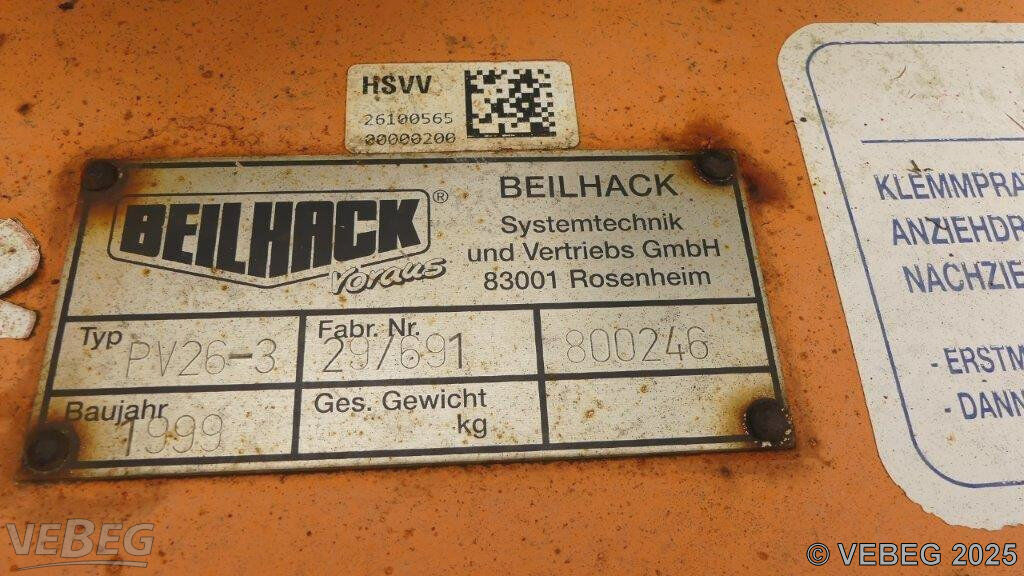 HSVV
26100565
00000200
BEILHACK®
Voraus
BEILHACK
Systemtechnik
und Vertriebs GmbH
83001 Rosenheim
Typ PV26-3
Fabr. Nr. 29/691
800246
Baujahr 1999
Ges. Gewicht
kg
KLEMMPRA
ANZIEHDR
NACHZIE
- ERSTM
- DANN
R
VEBEG
© VEBEG 2025